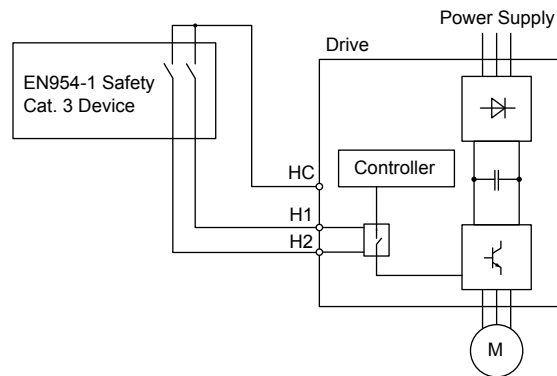 Power Supply
Drive
EN954-1 Safety
Cat. 3 Device
Controller
HC
H1
H2
M